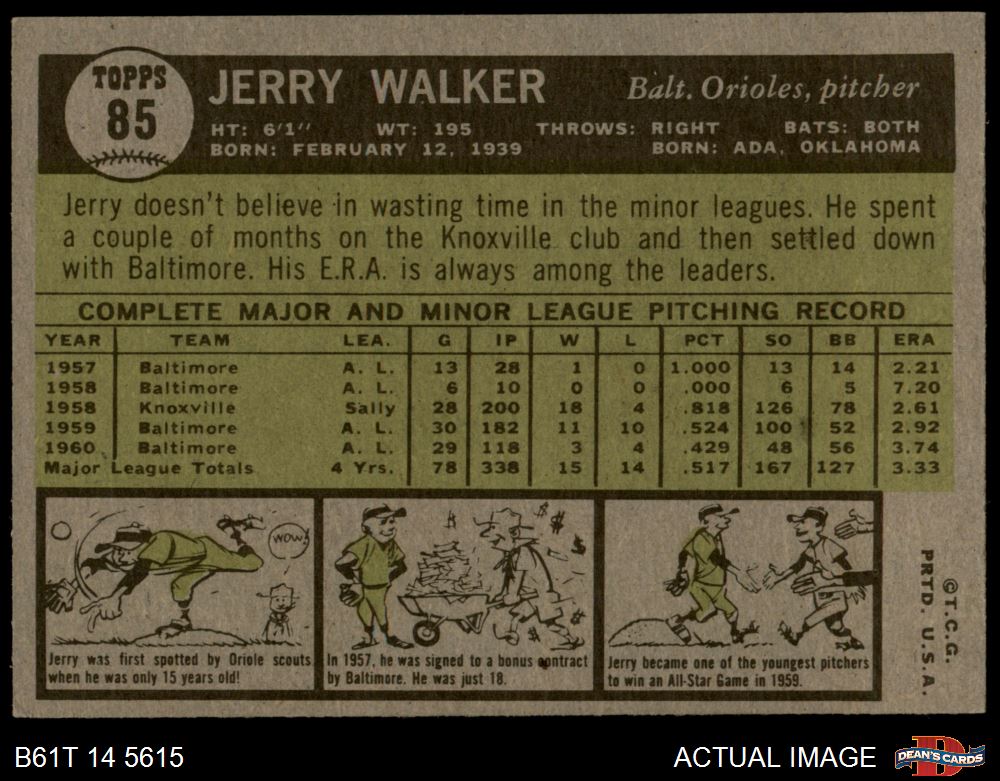 TOPPS
85
JERRY WALKER
Balt. Orioles, pitcher
HT: 6'1" WT: 195 THROWS: RIGHT BATS: BOTH
BORN: FEBRUARY 12, 1939 BORN: ADA, OKLAHOMA
Jerry doesn't believe in wasting time in the minor leagues. He spent
a couple of months on the Knoxville club and then settled down
with Baltimore. His E.R.A. is always among the leaders.
COMPLETE MAJOR AND MINOR LEAGUE PITCHING RECORD
YEAR TEAM LEA. G IP W L PCT SO BB ERA
1957 Baltimore A. L. 13 28 1 0 1.000 13 14 2.21
1958 Baltimore A. L. 6 10 0 0 .000 6 5 7.20
1958 Knoxville Sally 28 200 18 4 .818 126 78 2.61
1959 Baltimore A. L. 30 182 11 10 .524 100 52 2.92
1960 Baltimore A. L. 29 118 3 4 .429 48 56 3.74
Major League Totals 4 Yrs. 78 338 15 14 .517 167 127 3.33
WOW!
Jerry was first spotted by Oriole scouts
when he was only 15 years old!
$ $ $ $ $ $
In 1957, he was signed to a bonus contract
by Baltimore. He was just 18.
Jerry became one of the youngest pitchers
to win an All-Star Game in 1959.
©T.C.G.
PRTD. U.S.A.
B61T 14 5615
ACTUAL IMAGE
D
DEAN'S CARDS